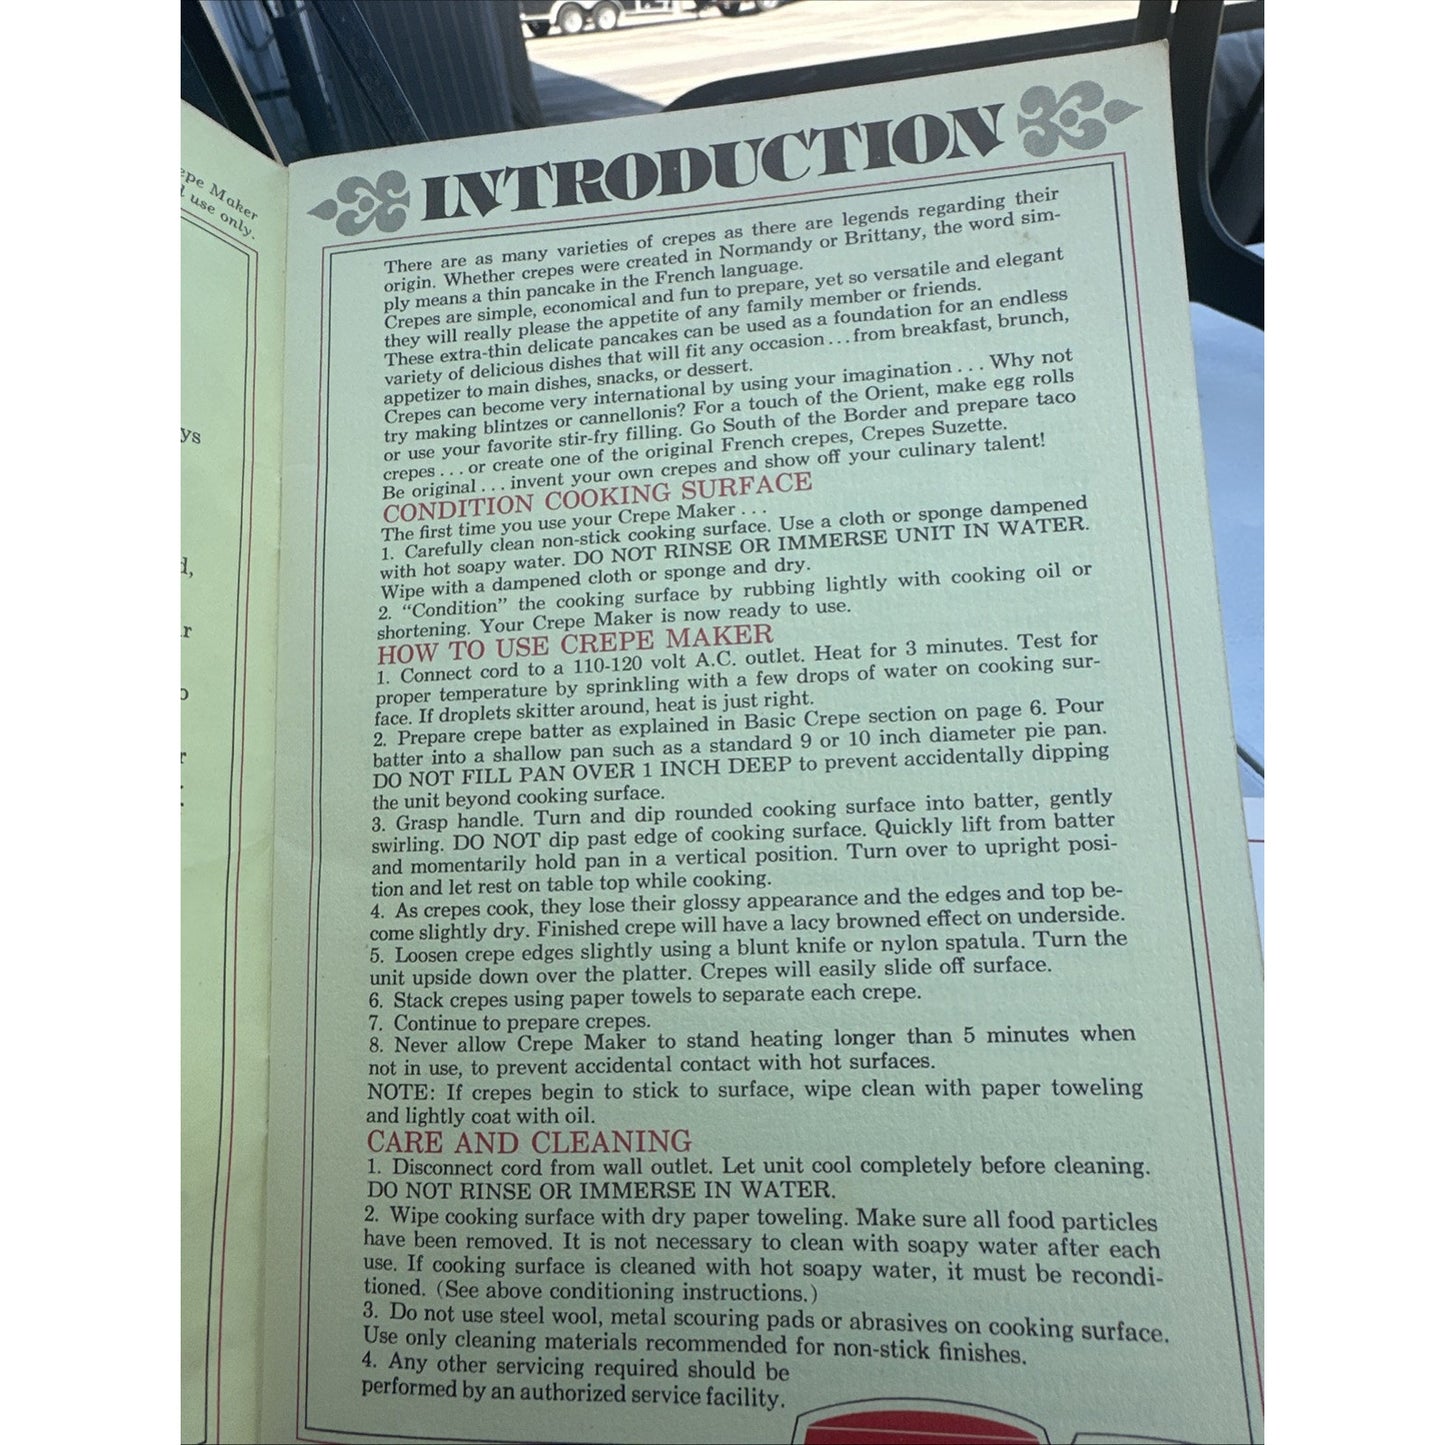 epe Maker
l use only.
ys
d,
r
o
r
INTRODUCTION
There are as many varieties of crepes as there are legends regarding their
origin. Whether crepes were created in Normandy or Brittany, the word sim-
ply means a thin pancake in the French language.
Crepes are simple, economical and fun to prepare, yet so versatile and elegant
they will really please the appetite of any family member or friends.
These extra-thin delicate pancakes can be used as a foundation for an endless
variety of delicious dishes that will fit any occasion...from breakfast, brunch,
appetizer to main dishes, snacks, or dessert.
Crepes can become very international by using your imagination . . . Why not
try making blintzes or cannellonis? For a touch of the Orient, make egg rolls
or use your favorite stir-fry filling. Go South of the Border and prepare taco
crepes . . . or create one of the original French crepes, Crepes Suzette.
Be original . . . invent your own crepes and show off your culinary talent!
CONDITION COOKING SURFACE
The first time you use your Crepe Maker . . .
1. Carefully clean non-stick cooking surface. Use a cloth or sponge dampened
with hot soapy water. DO NOT RINSE OR IMMERSE UNIT IN WATER.
Wipe with a dampened cloth or sponge and dry.
2. "Condition" the cooking surface by rubbing lightly with cooking oil or
shortening. Your Crepe Maker is now ready to use.
HOW TO USE CREPE MAKER
1. Connect cord to a 110-120 volt A.C. outlet. Heat for 3 minutes. Test for
proper temperature by sprinkling with a few drops of water on cooking sur-
face. If droplets skitter around, heat is just right.
2. Prepare crepe batter as explained in Basic Crepe section on page 6. Pour
batter into a shallow pan such as a standard 9 or 10 inch diameter pie pan.
DO NOT FILL PAN OVER 1 INCH DEEP to prevent accidentally dipping
the unit beyond cooking surface.
3. Grasp handle. Turn and dip rounded cooking surface into batter, gently
swirling. DO NOT dip past edge of cooking surface. Quickly lift from batter
and momentarily hold pan in a vertical position. Turn over to upright posi-
tion and let rest on table top while cooking.
4. As crepes cook, they lose their glossy appearance and the edges and top be-
come slightly dry. Finished crepe will have a lacy browned effect on underside.
5. Loosen crepe edges slightly using a blunt knife or nylon spatula. Turn the
unit upside down over the platter. Crepes will easily slide off surface.
6. Stack crepes using paper towels to separate each crepe.
7. Continue to prepare crepes.
8. Never allow Crepe Maker to stand heating longer than 5 minutes when
not in use, to prevent accidental contact with hot surfaces.
NOTE: If crepes begin to stick to surface, wipe clean with paper toweling
and lightly coat with oil.
CARE AND CLEANING
1. Disconnect cord from wall outlet. Let unit cool completely before cleaning.
DO NOT RINSE OR IMMERSE IN WATER.
2. Wipe cooking surface with dry paper toweling. Make sure all food particles
have been removed. It is not necessary to clean with soapy water after each
use. If cooking surface is cleaned with hot soapy water, it must be recondi-
tioned. (See above conditioning instructions.)
3. Do not use steel wool, metal scouring pads or abrasives on cooking surface.
Use only cleaning materials recommended for non-stick finishes.
4. Any other servicing required should be
performed by an authorized service facility.